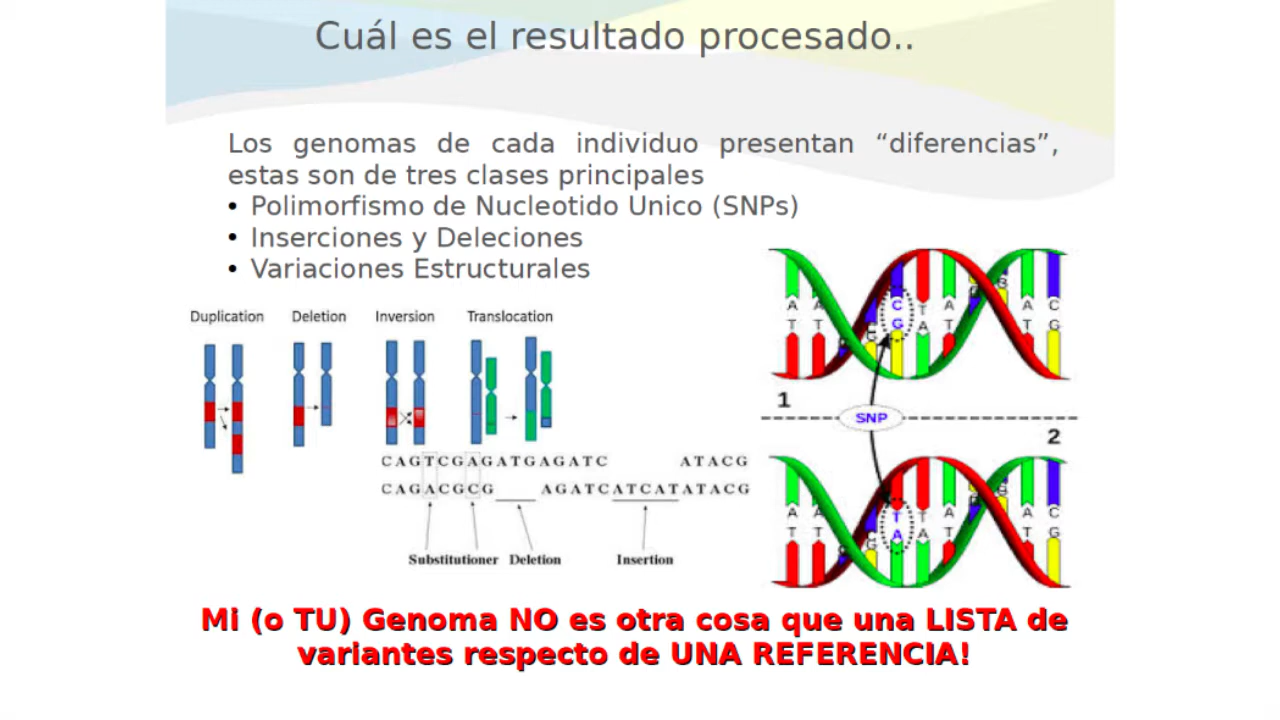 Cuál es el resultado procesado..
Los genomas de cada individuo presentan “diferencias”,
estas son de tres clases principales
• Polimorfismo de Nucleotido Unico (SNPs)
• Inserciones y Deleciones
• Variaciones Estructurales
Duplication Deletion Inversion Translocation
CAGTCGAGATGAGATC ATACG
CAGACGCG AGATCATCATATACG
Substitutioner Deletion Insertion
C
A A T A A C
T T G A T T G
1
SNP
2
A A T T A A C
T T G A A T T G
Mi (o TU) Genoma NO es otra cosa que una LISTA de
variantes respecto de UNA REFERENCIA!